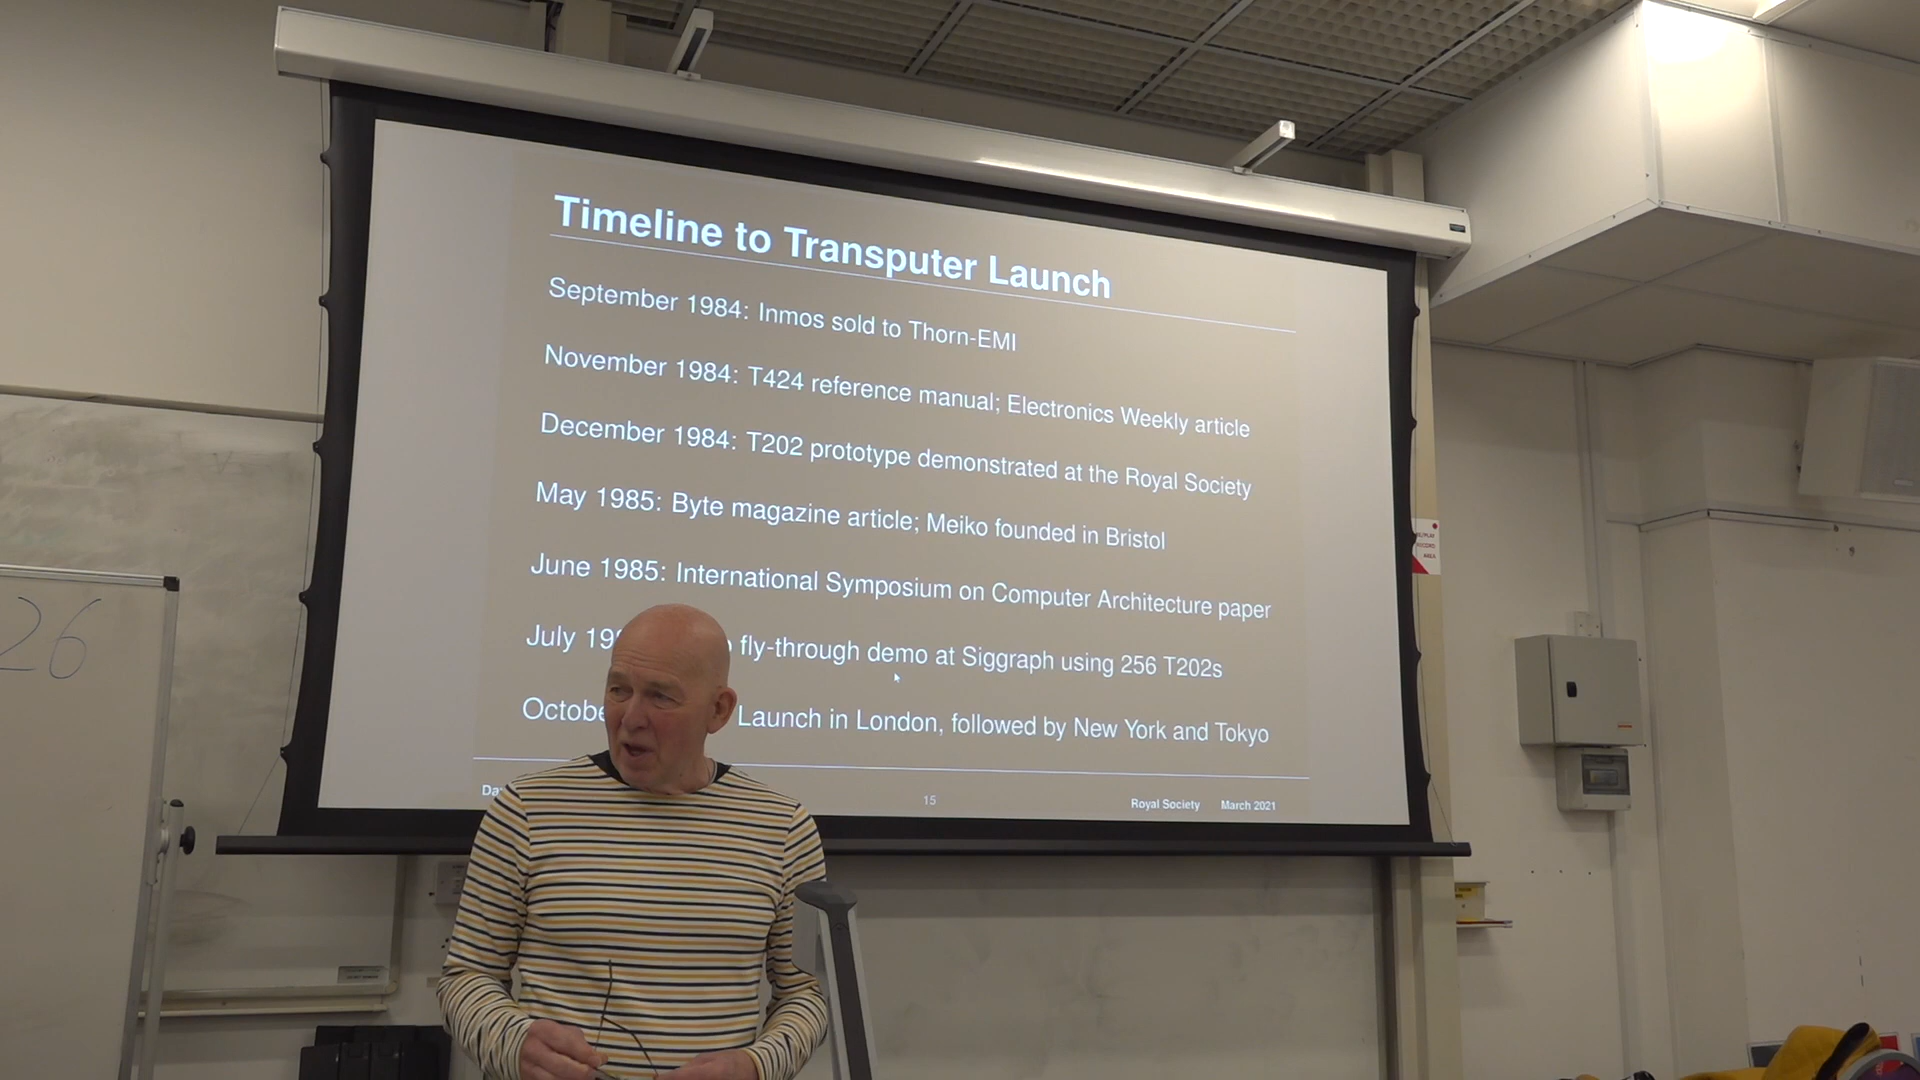 Timeline to Transputer Launch
September 1984: Inmos sold to Thorn-EMI
November 1984: T424 reference manual; Electronics Weekly article
December 1984: T202 prototype demonstrated at the Royal Society
May 1985: Byte magazine article; Meiko founded in Bristol
June 1985: International Symposium on Computer Architecture paper
July fly-through demo at Siggraph using 256 T202s
Launch in London, followed by New York and Tokyo
15 Royal Society March 2021
26